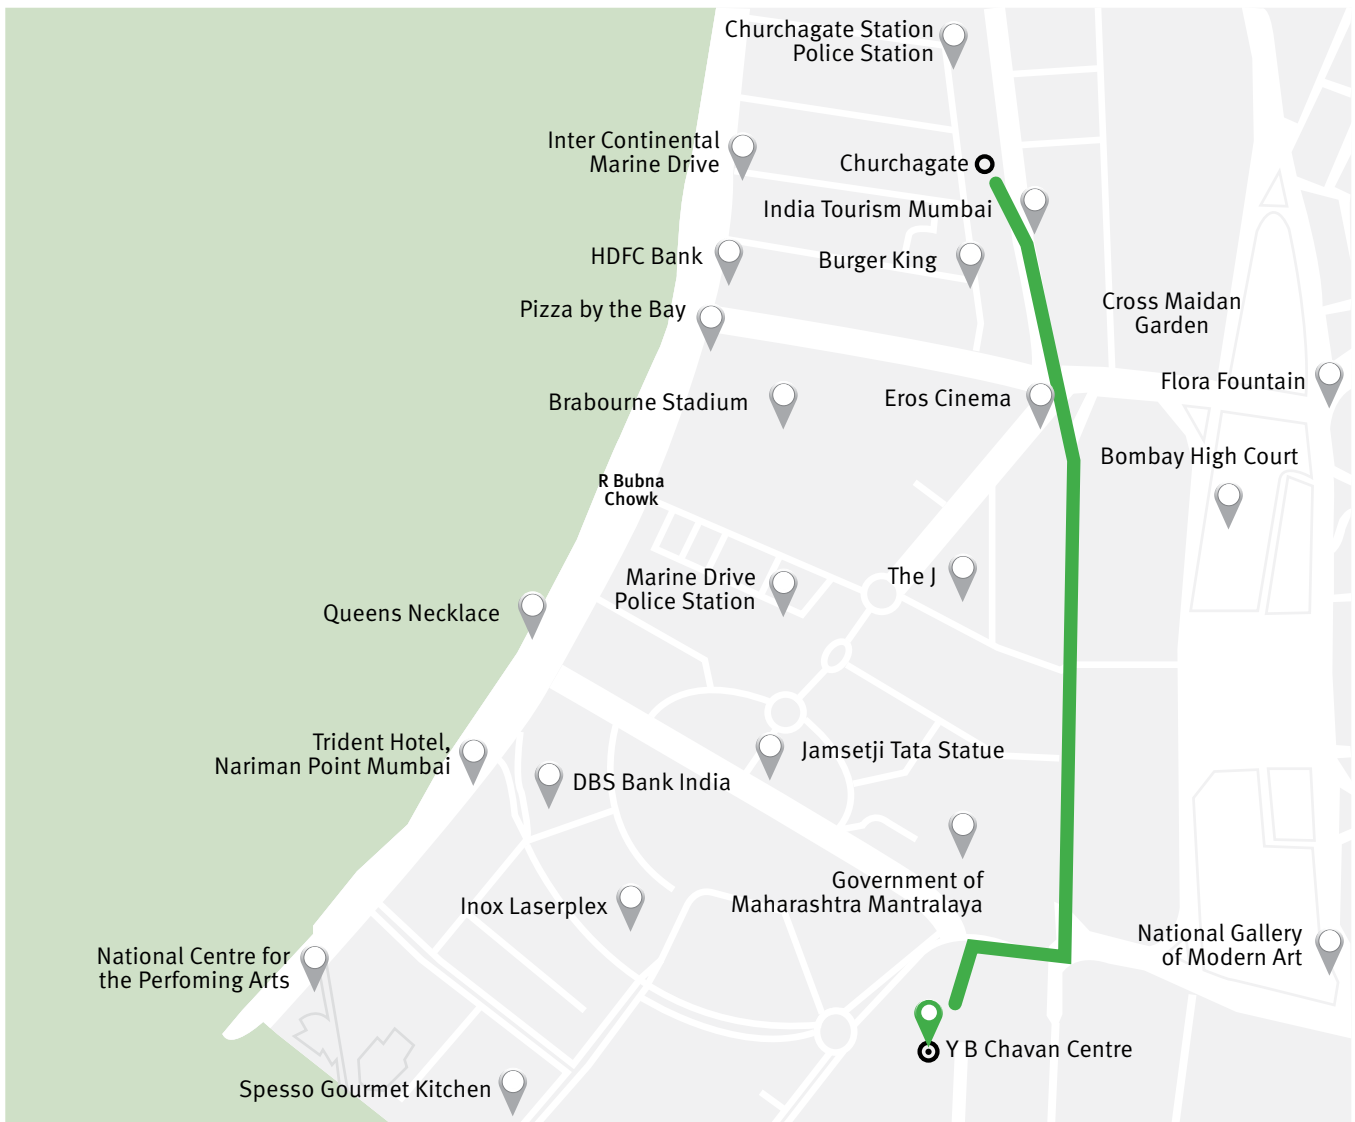 Churchagate Station
Police Station
Inter Continental
Marine Drive
Churchagate
India Tourism Mumbai
HDFC Bank
Burger King
Pizza by the Bay
Cross Maidan
Garden
Flora Fountain
Brabourne Stadium
Eros Cinema
Bombay High Court
R Bubna
Chowk
Marine Drive
Police Station
The J
Queens Necklace
Trident Hotel,
Nariman Point Mumbai
Jamsetji Tata Statue
DBS Bank India
Government of
Maharashtra Mantralaya
Inox Laserplex
National Gallery
of Modern Art
National Centre for
the Perfoming Arts
Y B Chavan Centre
Spesso Gourmet Kitchen